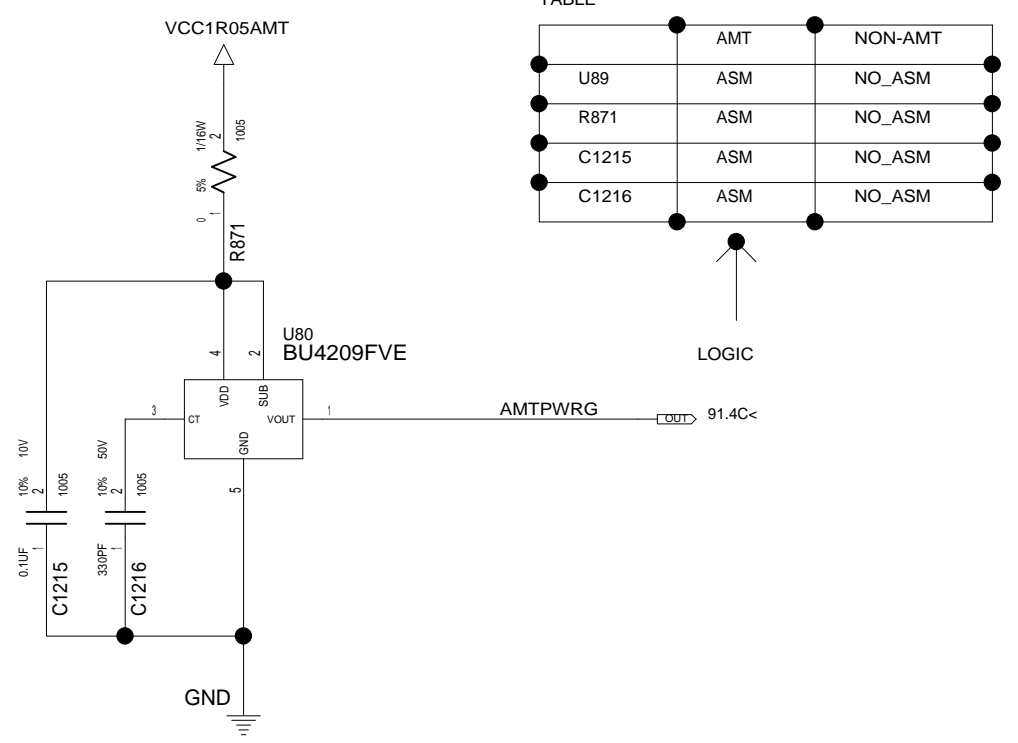 TABLE
AMT NON-AMT
U89 ASM NO_ASM
R871 ASM NO_ASM
C1215 ASM NO_ASM
C1216 ASM NO_ASM
LOGIC
VCC1R05AMT
1/16W 2 1005
5%
0 1
R871
U80
BU4209FVE
4 2
VDD SUB
3 CT VOUT 1
GND
5
AMTPWRG OUT 91.4C<
10% 10V
2 1005
0.1UF 1
C1215
10% 50V
2 1005
330PF 1
C1216
GND